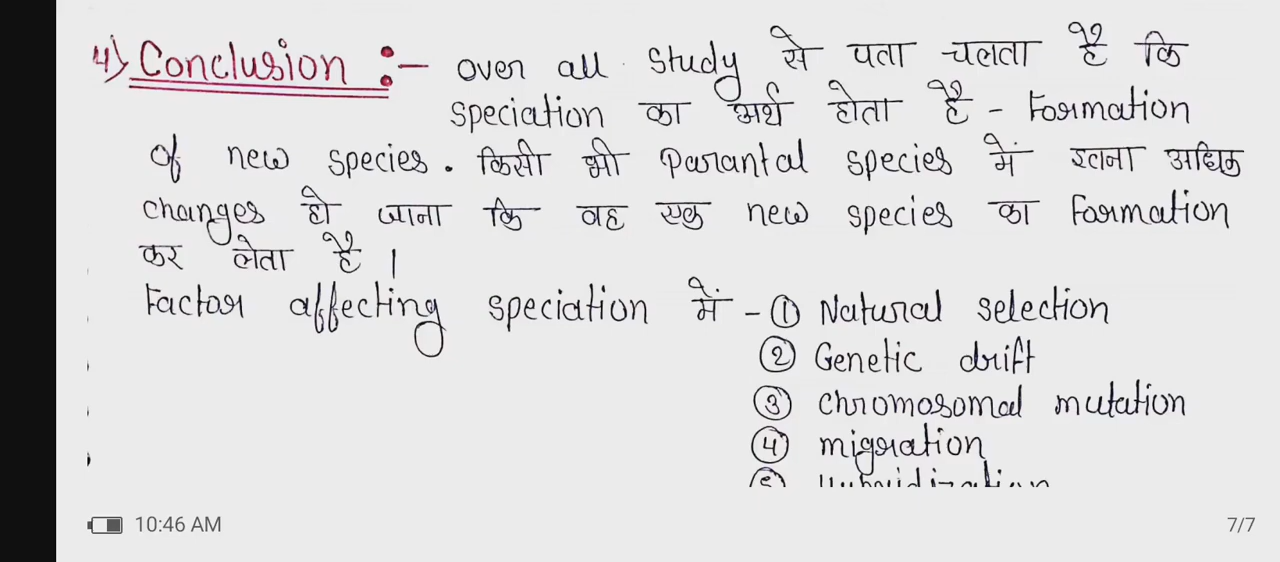 4) Conclusion :- over all study से पता चलता है कि
speciation का अर्थ होता है - Formation
of new species. किसी भी Parantal species में इतना अधिक
changes हो जाना कि वह एक new species का Formation
कर लेता है ।
Factor affecting speciation में - ① Natural selection
② Genetic drift
③ chromosomal mutation
④ migration
⑤ Hybridization
10:46 AM
7/7